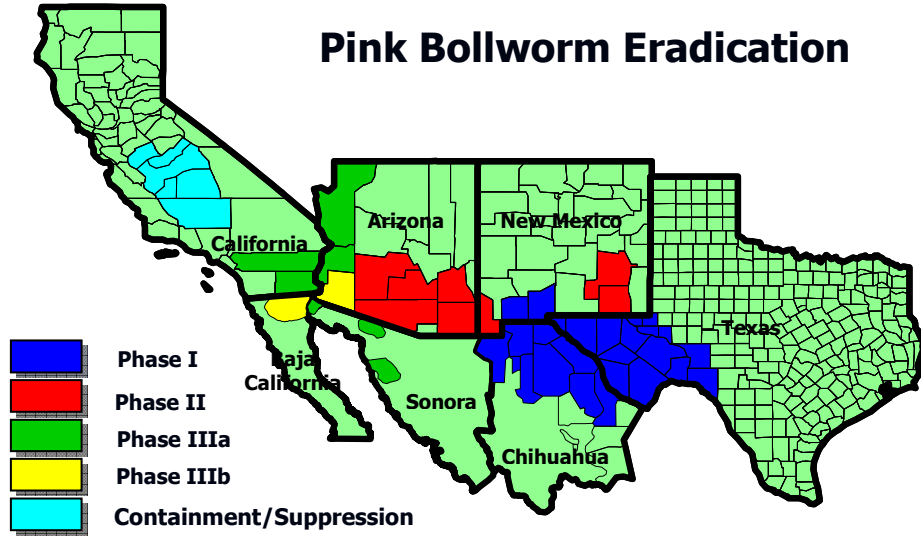 Pink Bollworm Eradication
Arizona
New Mexico
California
Texas
Baja
California
Sonora
Chihuahua
Phase I
Phase II
Phase IIIa
Phase IIIb
Containment/Suppression